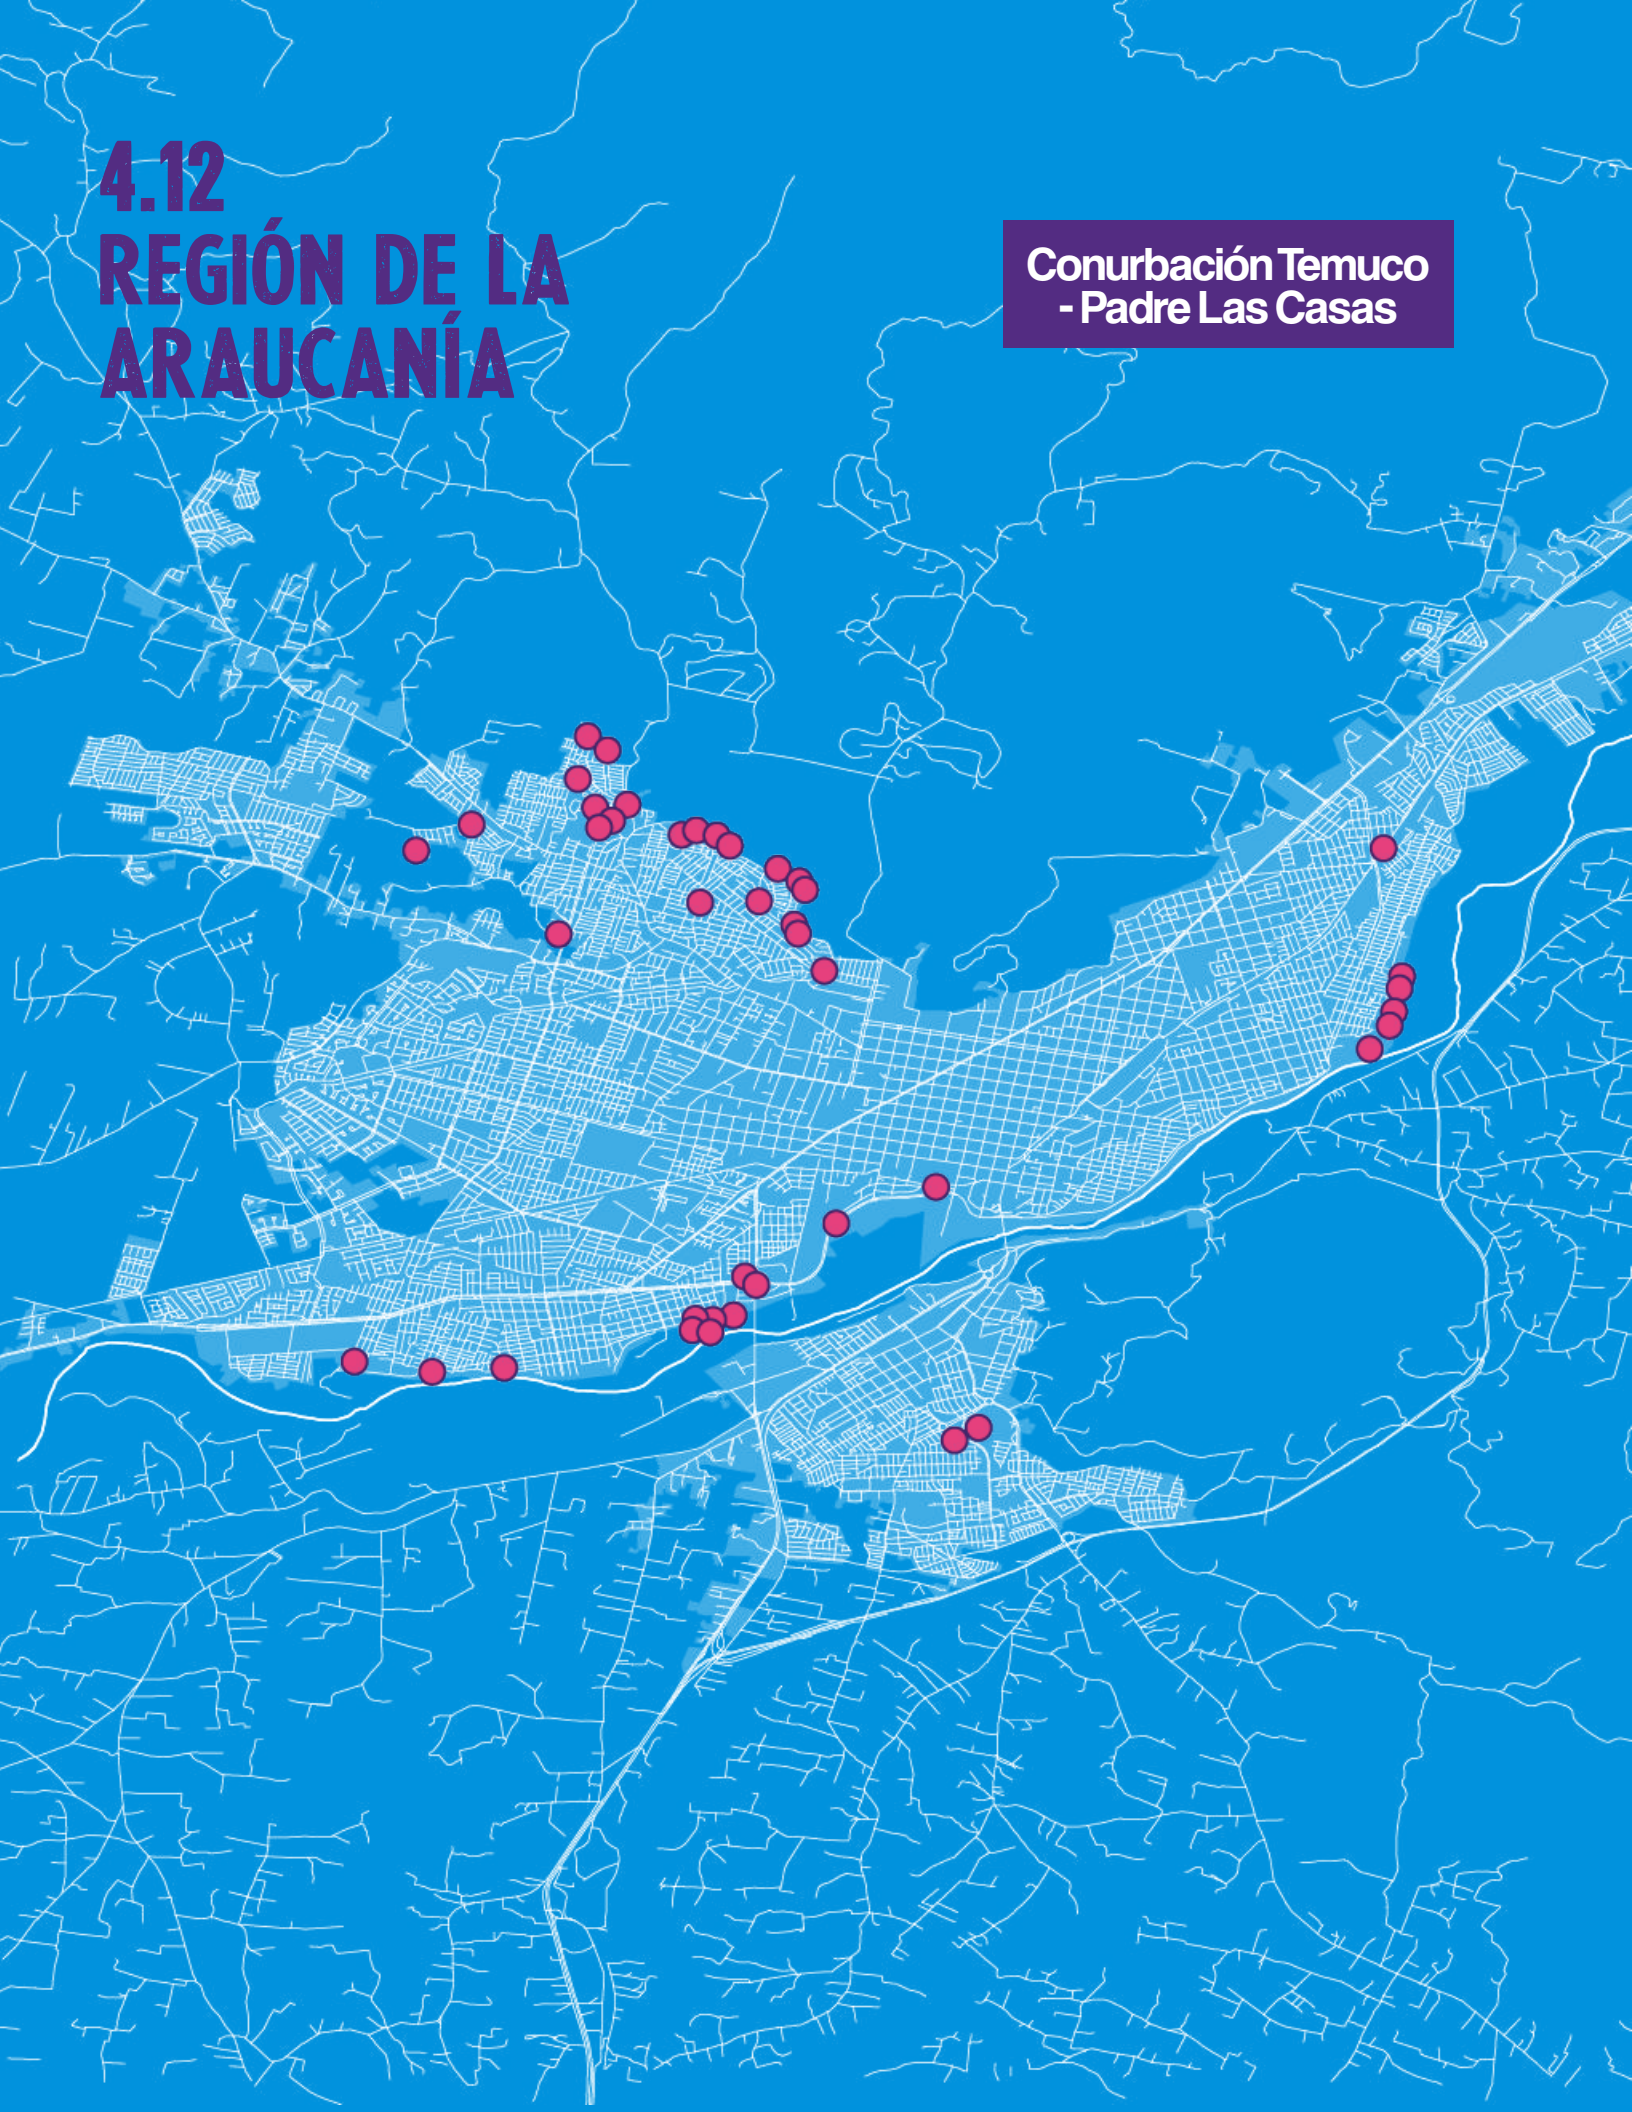 4.12
REGIÓN DE LA
ARAUCANÍA
Conurbación Temuco
- Padre Las Casas